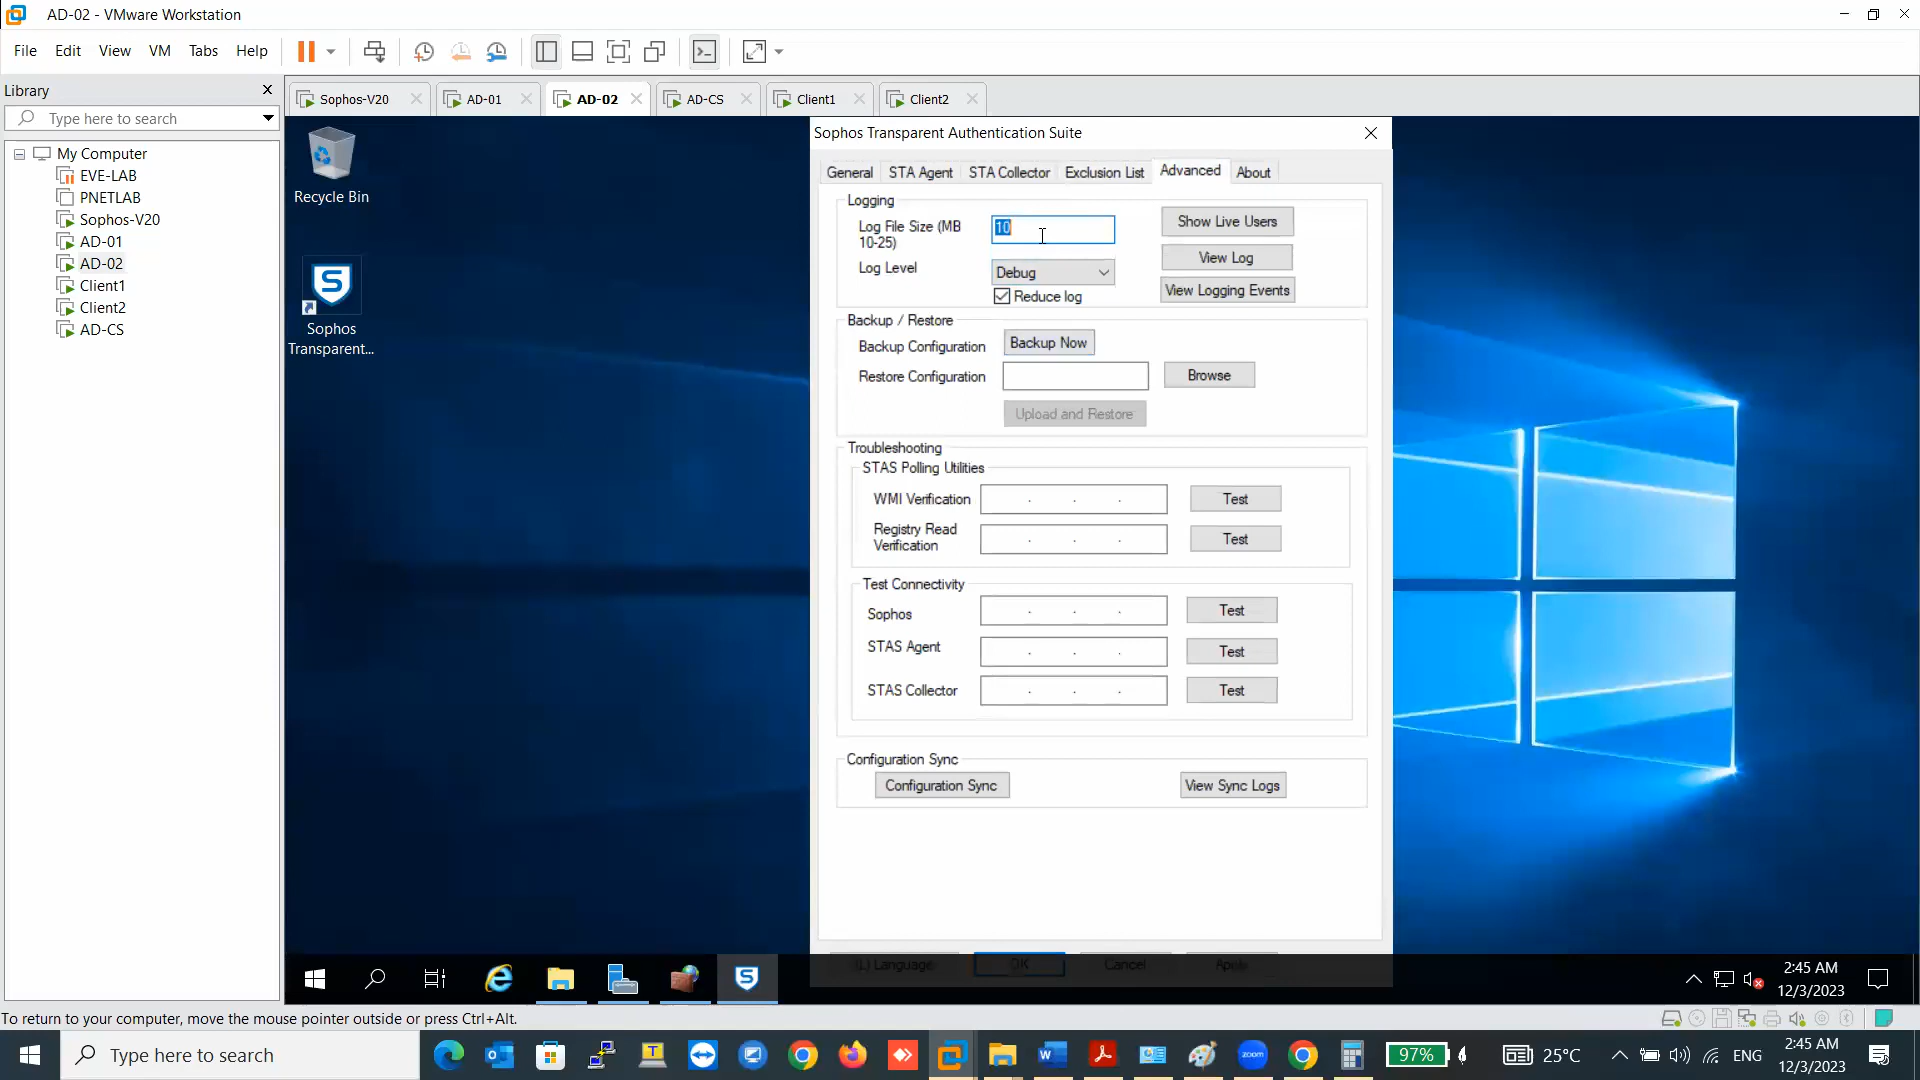 AD-02 - VMware Workstation
File Edit View VM Tabs Help
Library
Type here to search
My Computer
EVE-LAB
PNETLAB
Sophos-V20
AD-01
AD-02
Client1
Client2
AD-CS
Sophos-V20 AD-01 AD-02 AD-CS Client1 Client2
Recycle Bin
Sophos
Transparent...
Sophos Transparent Authentication Suite
General STA Agent STA Collector Exclusion List Advanced About
Logging
Log File Size (MB
10-25)
10
Show Live Users
Log Level
Debug
View Log
Reduce log
View Logging Events
Backup / Restore
Backup Configuration
Backup Now
Restore Configuration
Browse
Upload and Restore
Troubleshooting
STAS Polling Utilities
WMI Verification
Test
Registry Read
Verification
Test
Test Connectivity
Sophos
Test
STAS Agent
Test
STAS Collector
Test
Configuration Sync
Configuration Sync
View Sync Logs
(L) Language OK Cancel Apply
2:45 AM
12/3/2023
To return to your computer, move the mouse pointer outside or press Ctrl+Alt.
Type here to search
zoom
97%
25°C
ENG
2:45 AM
12/3/2023